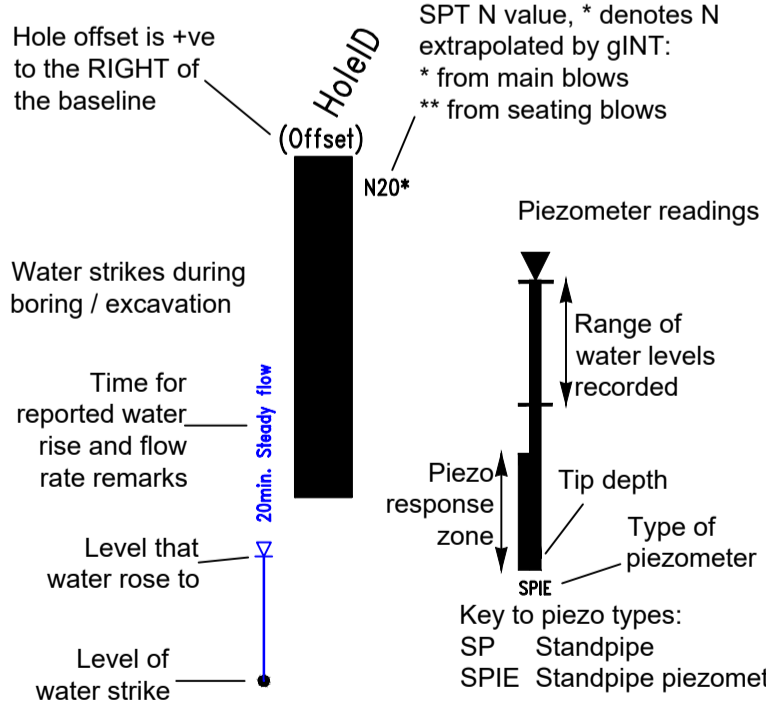 Hole offset is +ve
to the RIGHT of
the baseline
HoleID
(Offset)
SPT N value, * denotes N
extrapolated by gINT:
* from main blows
** from seating blows
N20*
Piezometer readings
Water strikes during
boring / excavation
Range of
water levels
recorded
Time for
reported water
rise and flow
rate remarks
20min. Steady flow
Piezo
response
zone
Tip depth
Type of
piezometer
Level that
water rose to
SPIE
Key to piezo types:
SP Standpipe
SPIE Standpipe piezomet
Level of
water strike